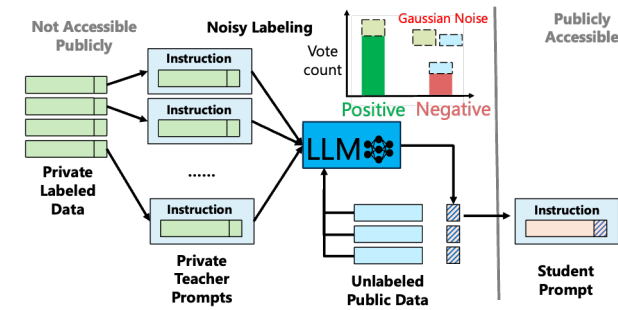 Not Accessible
Publicly
Noisy Labeling
Gaussian Noise
Publicly
Accessible
Vote
count
Positive
Negative
Instruction
Instruction
......
Instruction
LLM
Private
Labeled
Data
Private
Teacher
Prompts
Unlabeled
Public Data
Instruction
Student
Prompt